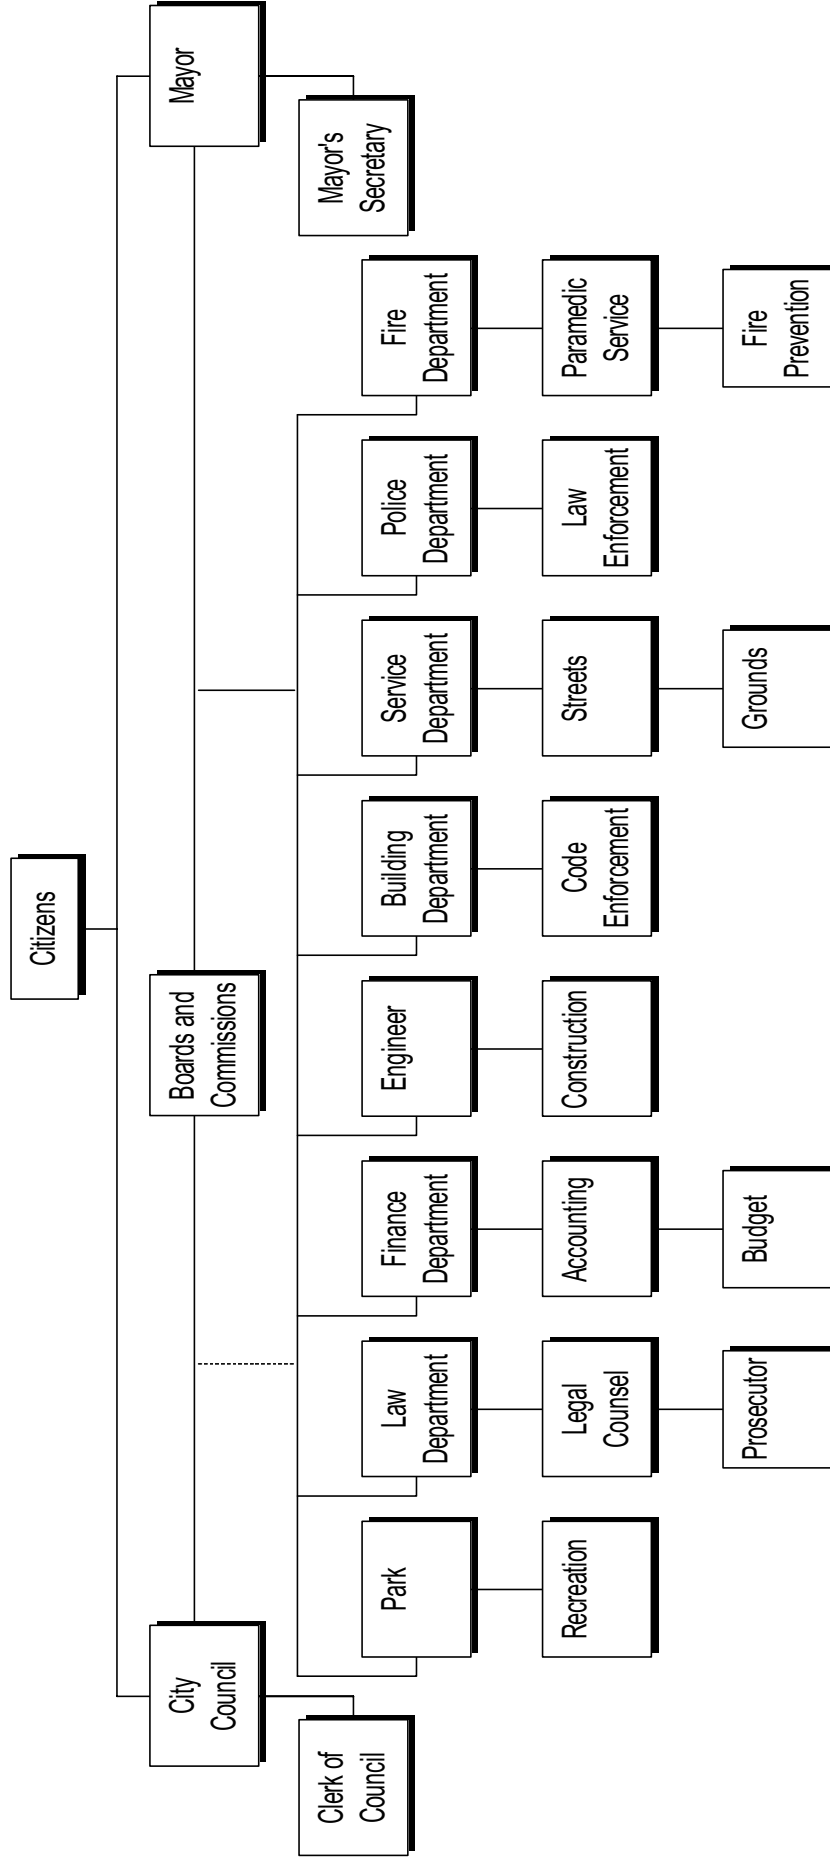 Citizens
City
Council
Boards and
Commissions
Mayor
Clerk of
Council
Mayor's
Secretary
Park
Law
Department
Finance
Department
Engineer
Building
Department
Service
Department
Police
Department
Fire
Department
Recreation
Legal
Counsel
Accounting
Construction
Code
Enforcement
Streets
Law
Enforcement
Paramedic
Service
Prosecutor
Budget
Grounds
Fire
Prevention